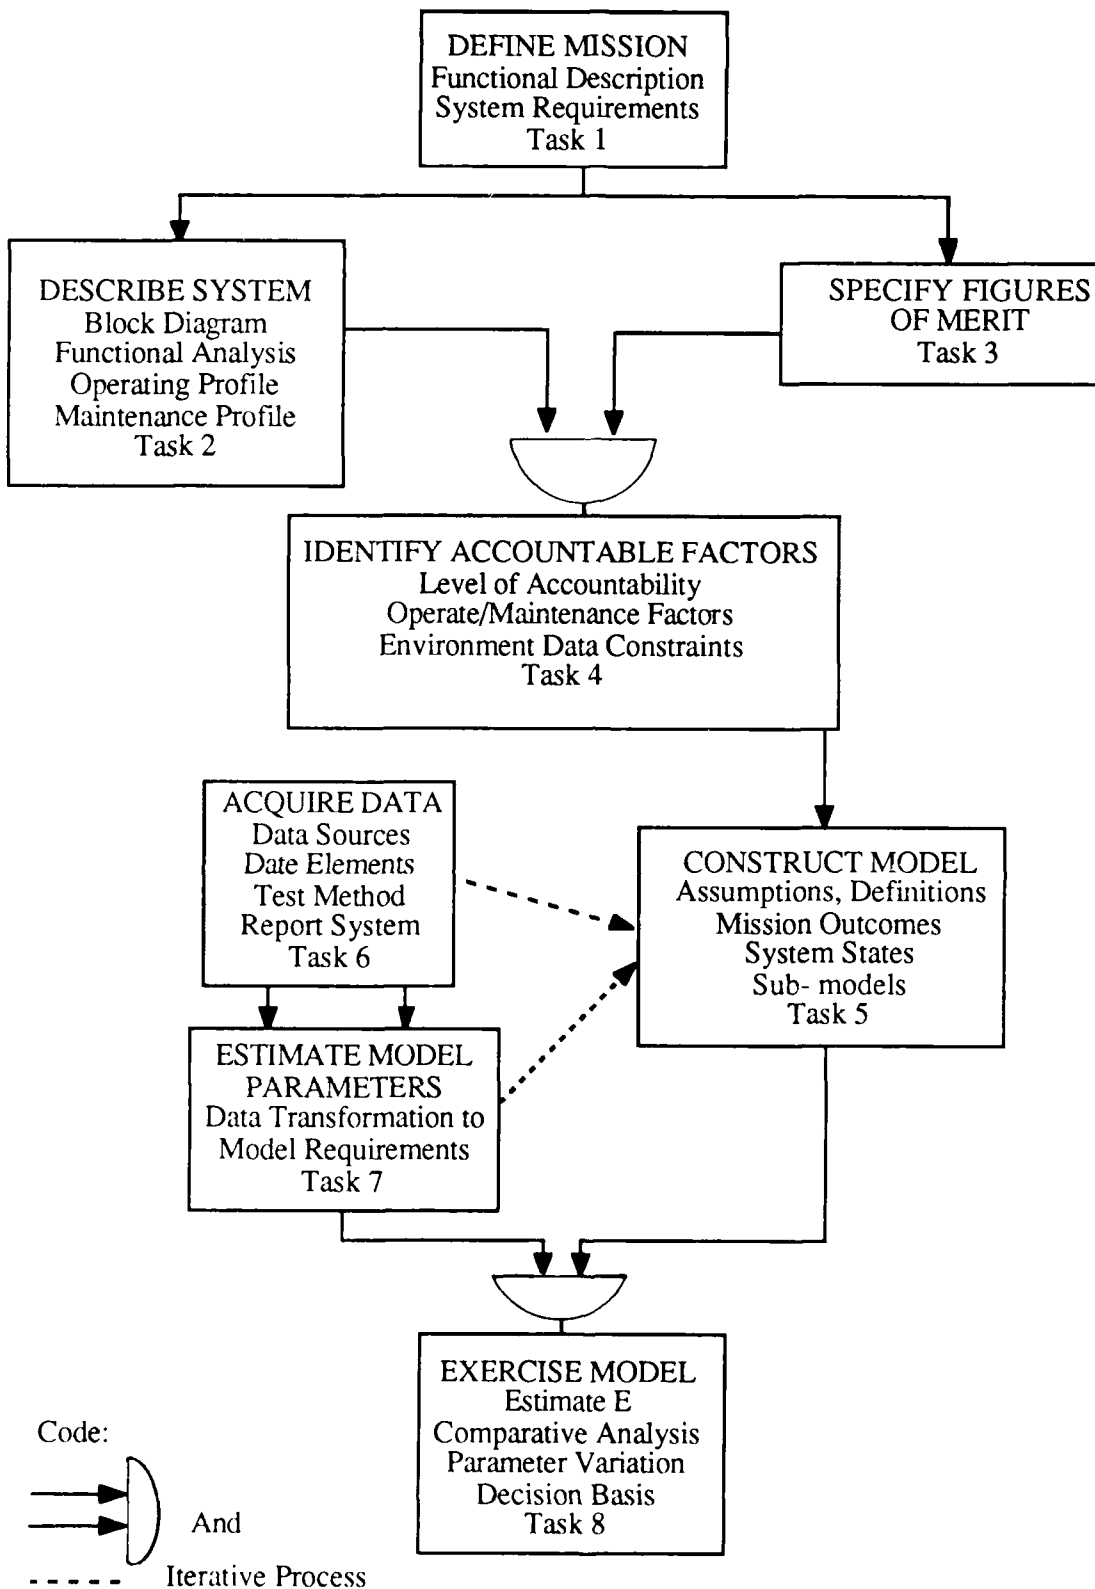 DEFINE MISSION
Functional Description
System Requirements
Task 1
DESCRIBE SYSTEM
Block Diagram
Functional Analysis
Operating Profile
Maintenance Profile
Task 2
SPECIFY FIGURES
OF MERIT
Task 3
IDENTIFY ACCOUNTABLE FACTORS
Level of Accountability
Operate/Maintenance Factors
Environment Data Constraints
Task 4
ACQUIRE DATA
Data Sources
Date Elements
Test Method
Report System
Task 6
CONSTRUCT MODEL
Assumptions, Definitions
Mission Outcomes
System States
Sub- models
Task 5
ESTIMATE MODEL
PARAMETERS
Data Transformation to
Model Requirements
Task 7
EXERCISE MODEL
Estimate E
Comparative Analysis
Parameter Variation
Decision Basis
Task 8
Code:
And
Iterative Process